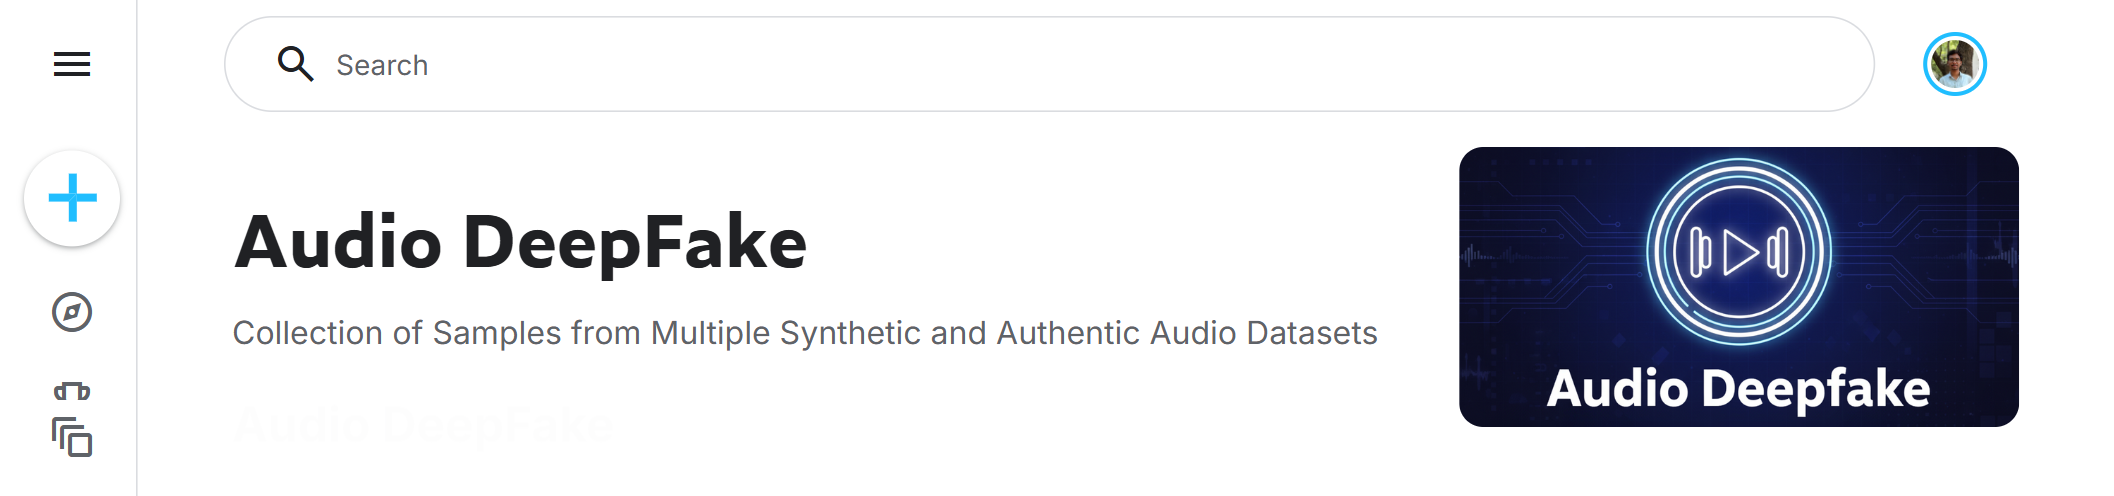 Search
Audio DeepFake
Collection of Samples from Multiple Synthetic and Authentic Audio Datasets
Audio Deepfake
Audio DeepFake